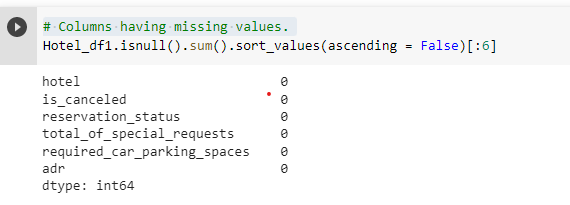 # Columns having missing values.
Hotel_df1.isnull().sum().sort_values(ascending = False)[:6]
hotel 0
is_canceled 0
reservation_status 0
total_of_special_requests 0
required_car_parking_spaces 0
adr 0
dtype: int64